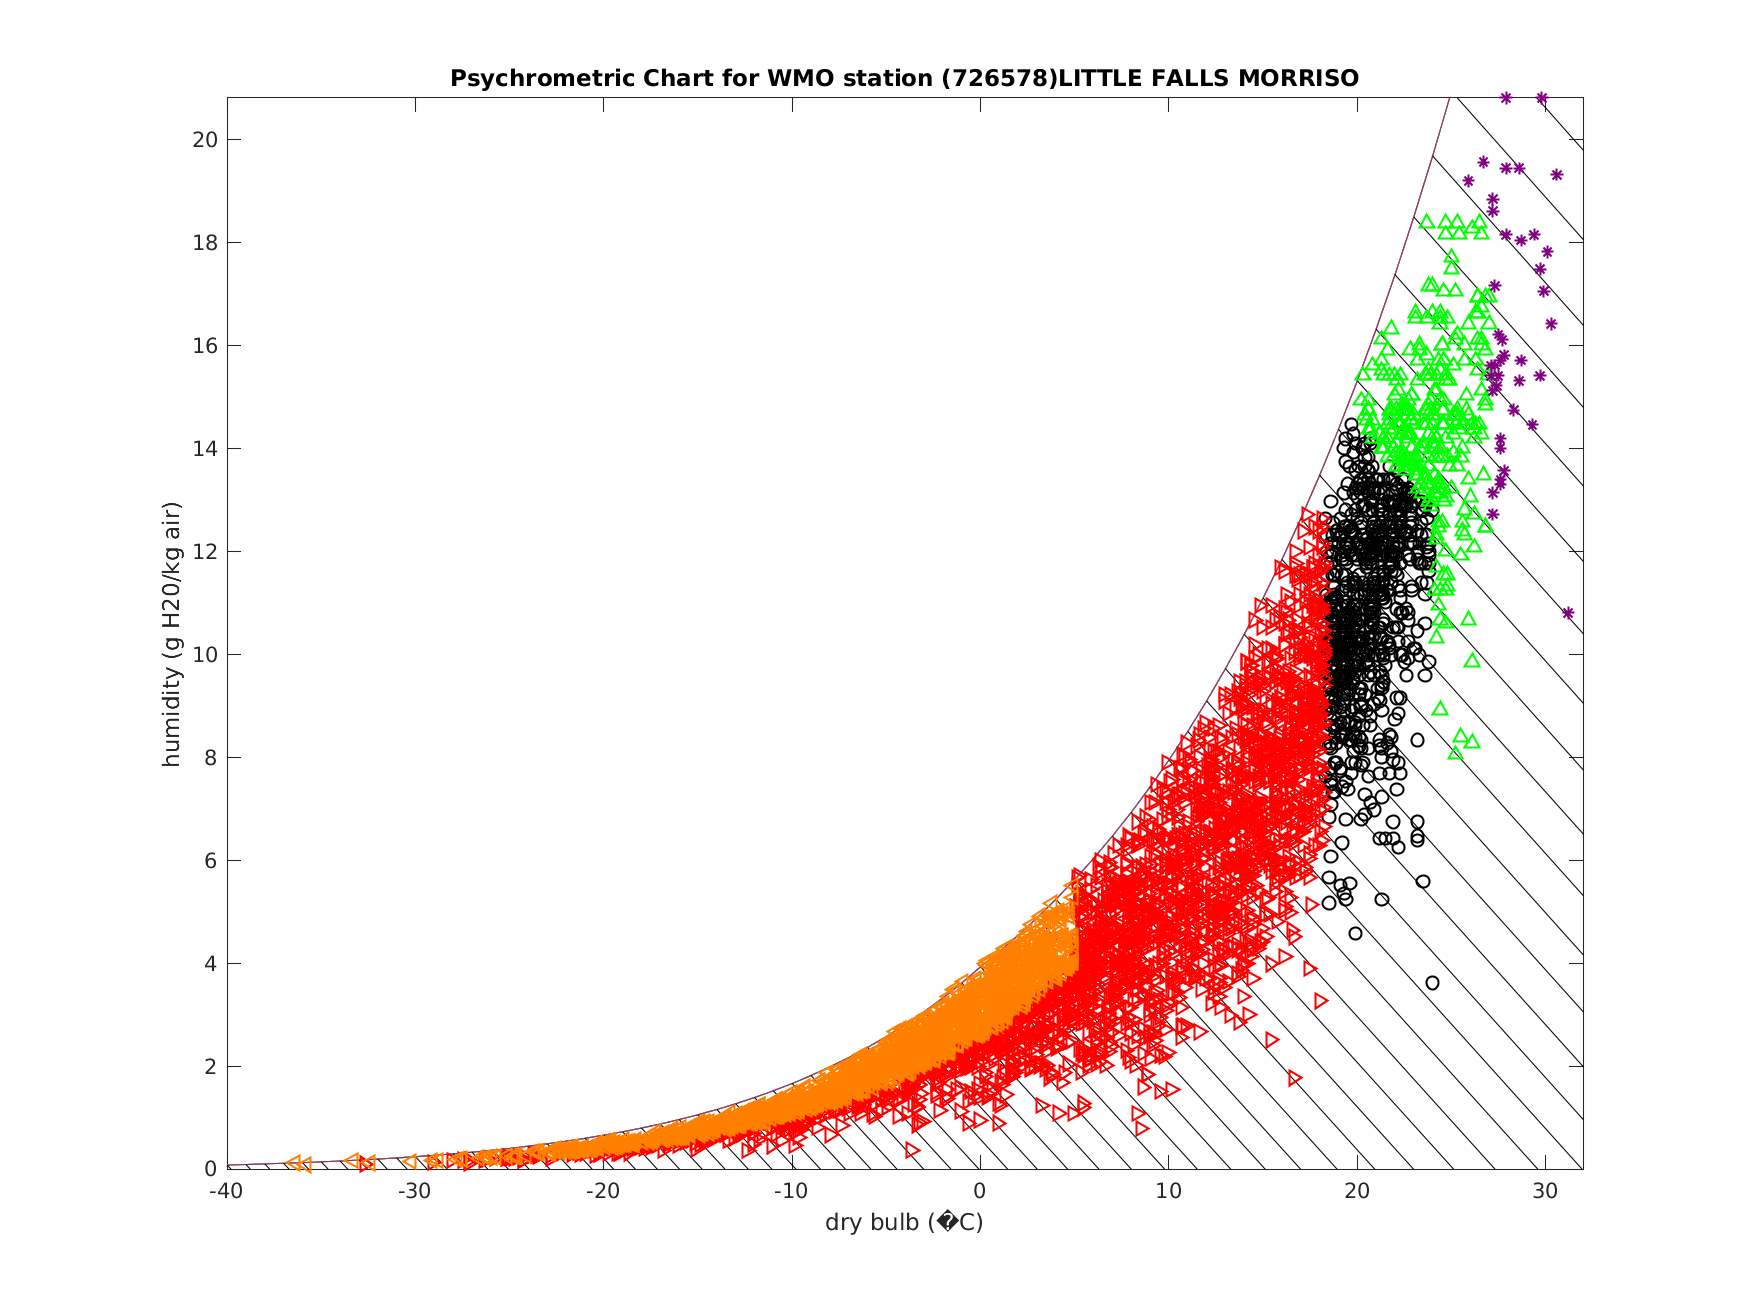 Psychrometric Chart for WMO station (726578)LITTLE FALLS MORRISO
20
18
16
14
12
10
8
6
4
2
0
humidity (g H20/kg air)
-40 -30 -20 -10 0 10 20 30
dry bulb (�C)